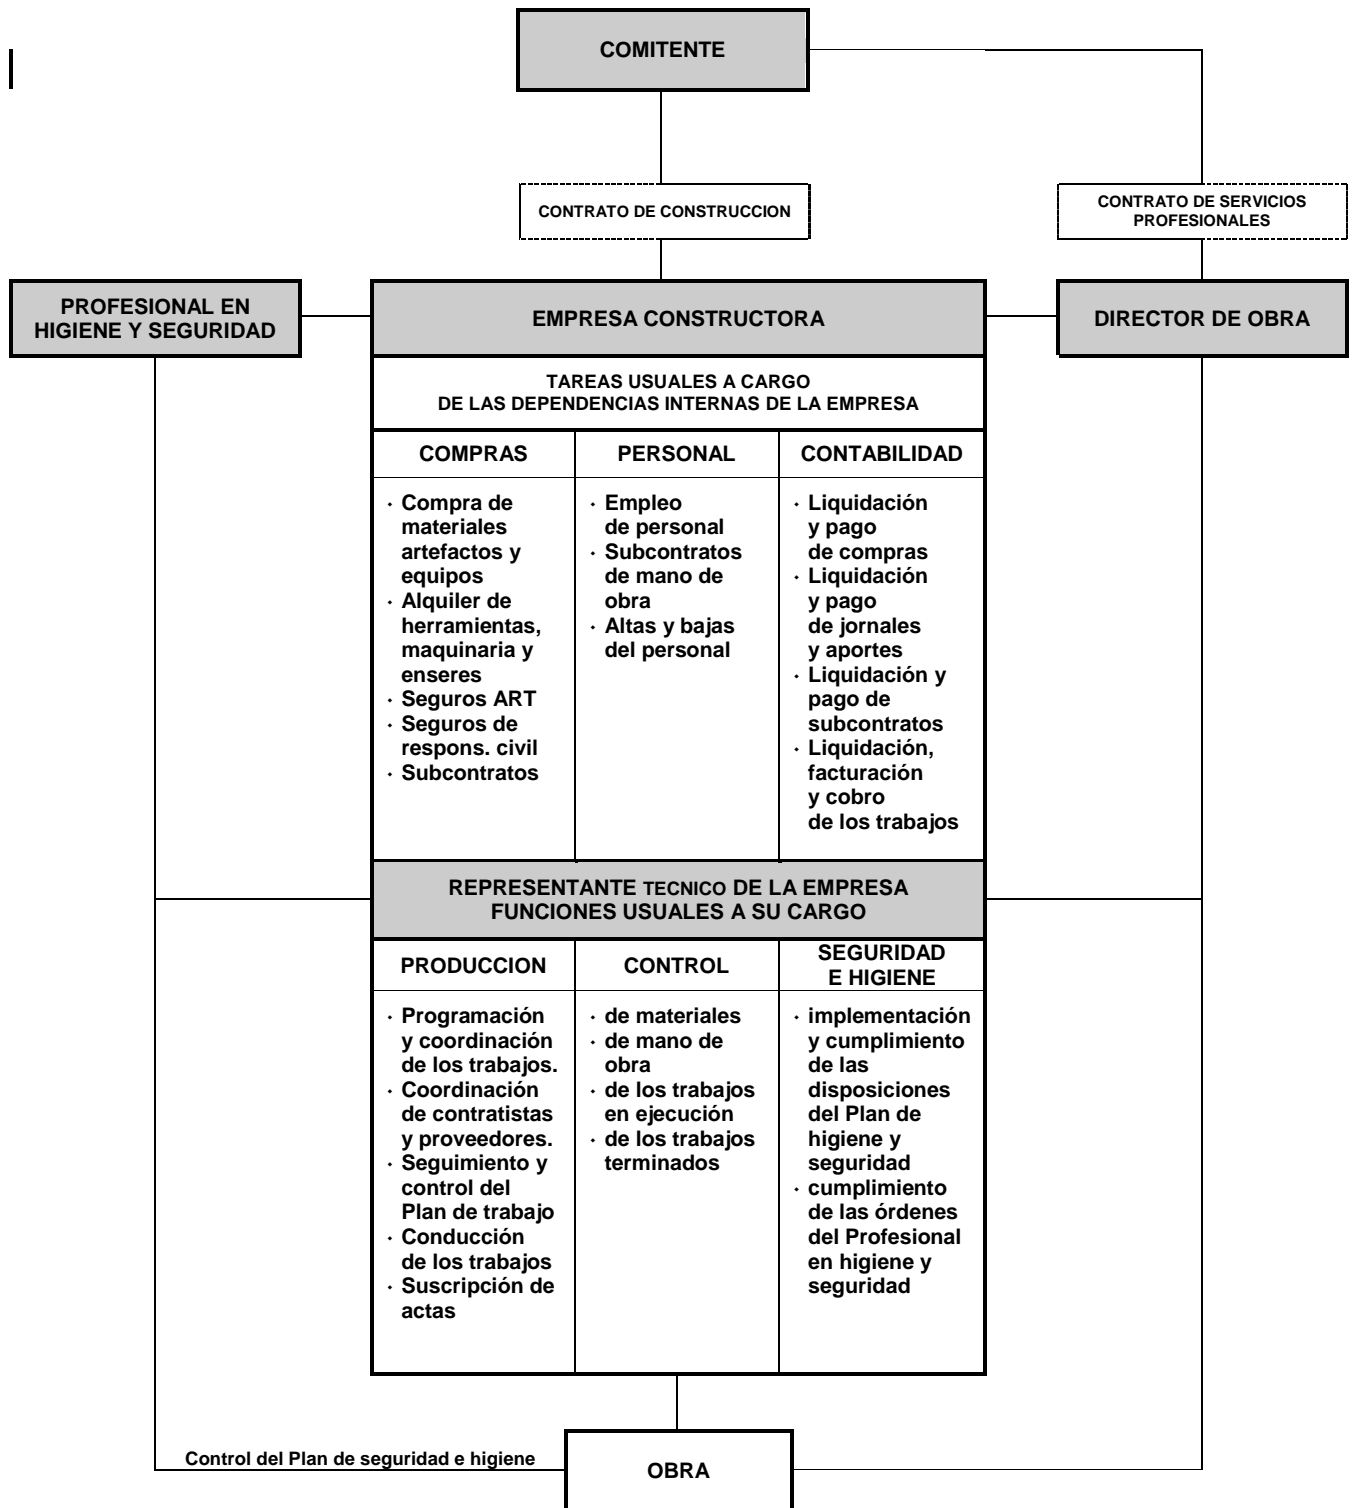 COMITENTE
CONTRATO DE CONSTRUCCION
CONTRATO DE SERVICIOS
PROFESIONALES
PROFESIONAL EN
HIGIENE Y SEGURIDAD
EMPRESA CONSTRUCTORA
DIRECTOR DE OBRA
TAREAS USUALES A CARGO
DE LAS DEPENDENCIAS INTERNAS DE LA EMPRESA
COMPRAS
· Compra de
materiales
artefactos y
equipos
· Alquiler de
herramientas,
maquinaria y
enseres
· Seguros ART
· Seguros de
respons. civil
· Subcontratos
PERSONAL
· Empleo
de personal
· Subcontratos
de mano de
obra
· Altas y bajas
del personal
CONTABILIDAD
· Liquidación
y pago
de compras
· Liquidación
y pago
de jornales
y aportes
· Liquidación y
pago de
subcontratos
· Liquidación,
facturación
y cobro
de los trabajos
REPRESENTANTE TECNICO DE LA EMPRESA
FUNCIONES USUALES A SU CARGO
PRODUCCION
· Programación
y coordinación
de los trabajos.
· Coordinación
de contratistas
y proveedores.
· Seguimiento y
control del
Plan de trabajo
· Conducción
de los trabajos
· Suscripción de
actas
CONTROL
· de materiales
· de mano de
obra
· de los trabajos
en ejecución
· de los trabajos
terminados
SEGURIDAD
E HIGIENE
· implementación
y cumplimiento
de las
disposiciones
del Plan de
higiene y
seguridad
· cumplimiento
de las órdenes
del Profesional
en higiene y
seguridad
Control del Plan de seguridad e higiene
OBRA